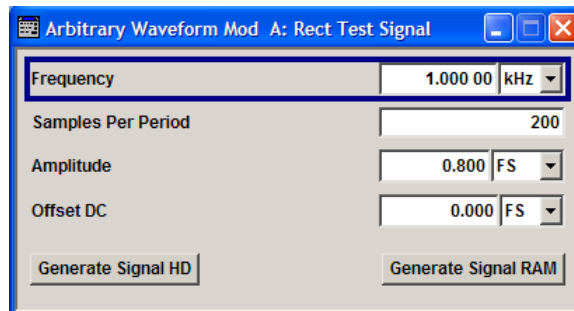 Arbitrary Waveform Mod A: Rect Test Signal
Frequency 1.000 00 kHz
Samples Per Period 200
Amplitude 0.800 FS
Offset DC 0.000 FS
Generate Signal HD Generate Signal RAM